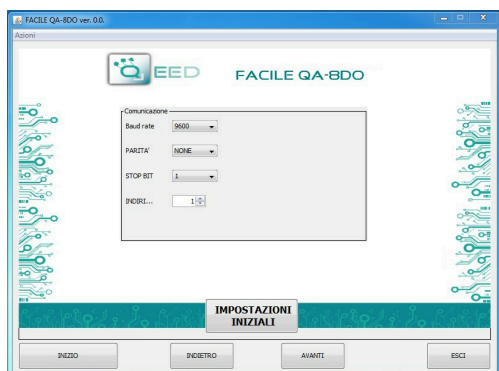 FACILE QA-8DO ver. 0.0.
Azioni
QEED
FACILE QA-8DO
Comunicazione
Baud rate 9600
PARITA' NONE
STOP BIT 1
INDIRI... 1
IMPOSTAZIONI
INIZIALI
INIZIO INDIETRO AVANTI ESCI